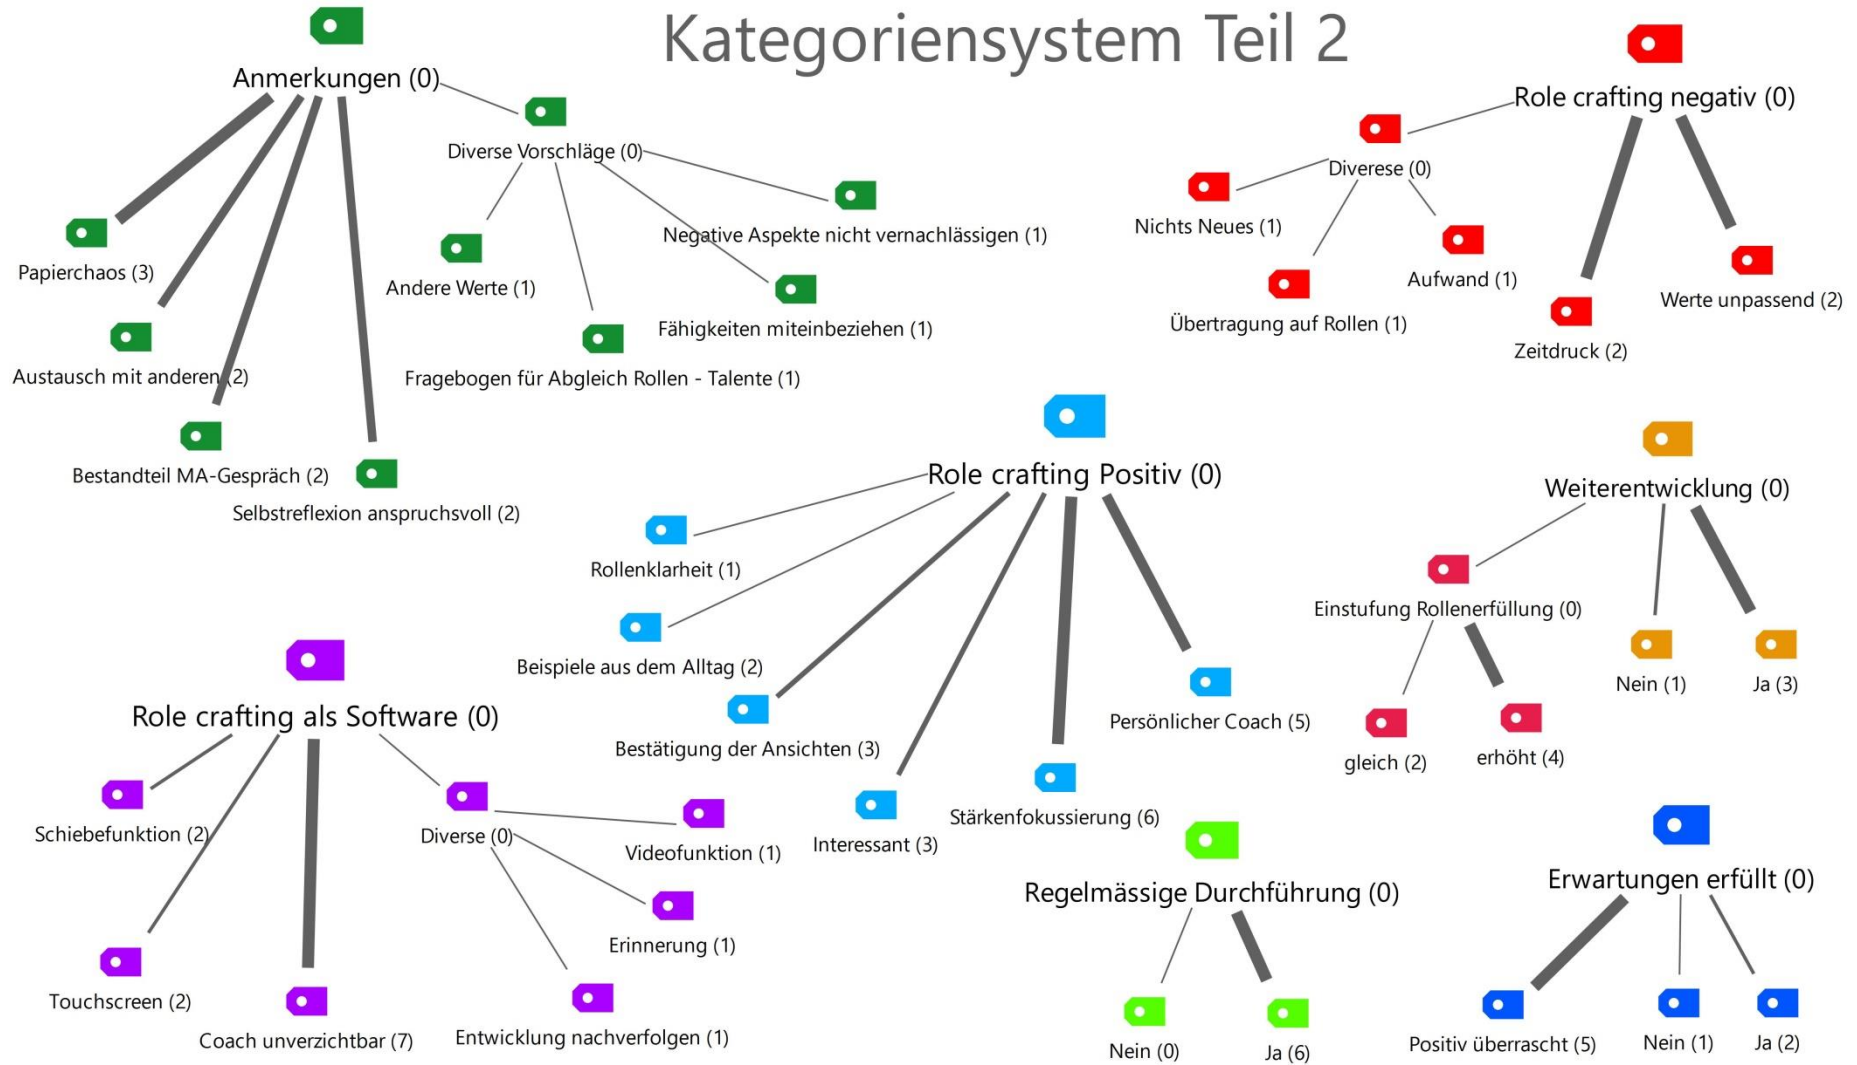 Kategoriensystem Teil 2
Anmerkungen (0)
Diverse Vorschläge (0)
Papierchaos (3)
Austausch mit anderen (2)
Bestandteil MA-Gespräch (2)
Selbstreflexion anspruchsvoll (2)
Andere Werte (1)
Fragebogen für Abgleich Rollen - Talente (1)
Fähigkeiten miteinbeziehen (1)
Negative Aspekte nicht vernachlässigen (1)
Role crafting negativ (0)
Diverese (0)
Nichts Neues (1)
Übertragung auf Rollen (1)
Aufwand (1)
Zeitdruck (2)
Werte unpassend (2)
Role crafting Positiv (0)
Rollenklarheit (1)
Beispiele aus dem Alltag (2)
Bestätigung der Ansichten (3)
Interessant (3)
Stärkenfokussierung (6)
Persönlicher Coach (5)
Weiterentwicklung (0)
Einstufung Rollenerfüllung (0)
gleich (2)
erhöht (4)
Nein (1)
Ja (3)
Role crafting als Software (0)
Schiebefunktion (2)
Touchscreen (2)
Coach unverzichtbar (7)
Diverse (0)
Videofunktion (1)
Erinnerung (1)
Entwicklung nachverfolgen (1)
Regelmässige Durchführung (0)
Nein (0)
Ja (6)
Erwartungen erfüllt (0)
Positiv überrascht (5)
Nein (1)
Ja (2)